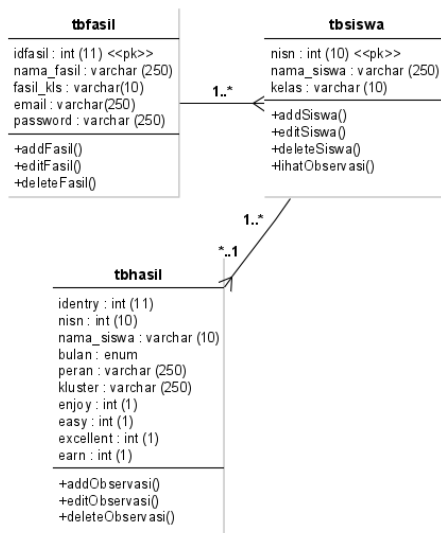 tbfasil
idfasil : int (11) <<pk>>
nama_fasil : varchar (250)
fasil_kls : varchar(10)
email : varchar(250)
password : varchar (250)
+addFasil()
+editFasil()
+deleteFasil()
1..*
tbsiswa
nisn : int (10) <<pk>>
nama_siswa : varchar (250)
kelas : varchar (10)
+addSiswa()
+editSiswa()
+deleteSiswa()
+lihatObservasi()
1..*
*..1
tbhasil
identry : int (11)
nisn : int (10)
nama_siswa : varchar (10)
bulan : enum
peran : varchar (250)
kluster : varchar (250)
enjoy : int (1)
easy : int (1)
excellent : int (1)
earn : int (1)
+addObservasi()
+editObservasi()
+deleteObservasi()